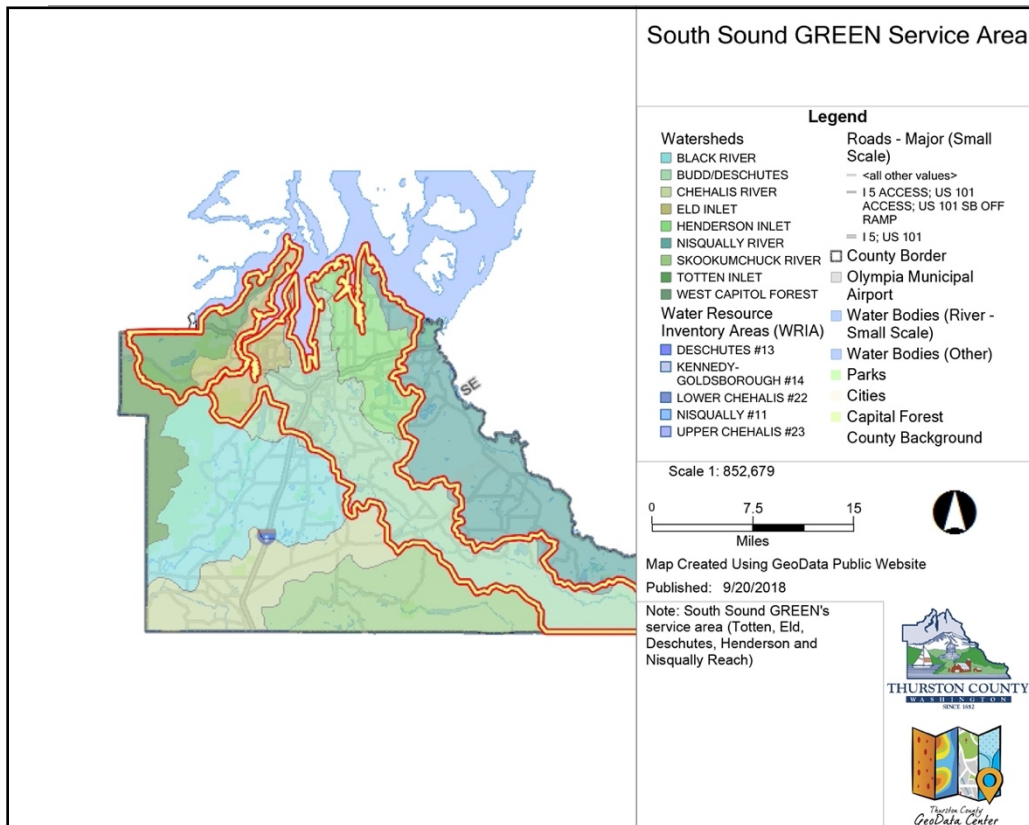 South Sound GREEN Service Area
Legend
Watersheds
BLACK RIVER
BUDD/DESCHUTES
CHEHALIS RIVER
ELD INLET
HENDERSON INLET
NISQUALLY RIVER
SKOOKUMCHUCK RIVER
TOTTEN INLET
WEST CAPITOL FOREST
Water Resource
Inventory Areas (WRIA)
DESCHUTES #13
KENNEDY-
GOLDSBOROUGH #14
LOWER CHEHALIS #22
NISQUALLY #11
UPPER CHEHALIS #23
Roads - Major (Small
Scale)
<all other values>
I 5 ACCESS; US 101
ACCESS; US 101 SB OFF
RAMP
I 5; US 101
County Border
Olympia Municipal
Airport
Water Bodies (River -
Small Scale)
Water Bodies (Other)
Parks
Cities
Capital Forest
County Background
SE
Scale 1: 852,679
0 7.5 15
Miles
Map Created Using GeoData Public Website
Published: 9/20/2018
Note: South Sound GREEN's
service area (Totten, Eld,
Deschutes, Henderson and
Nisqually Reach)
THURSTON COUNTY
WASHINGTON
SINCE 1852
Thurston County
GeoData Center